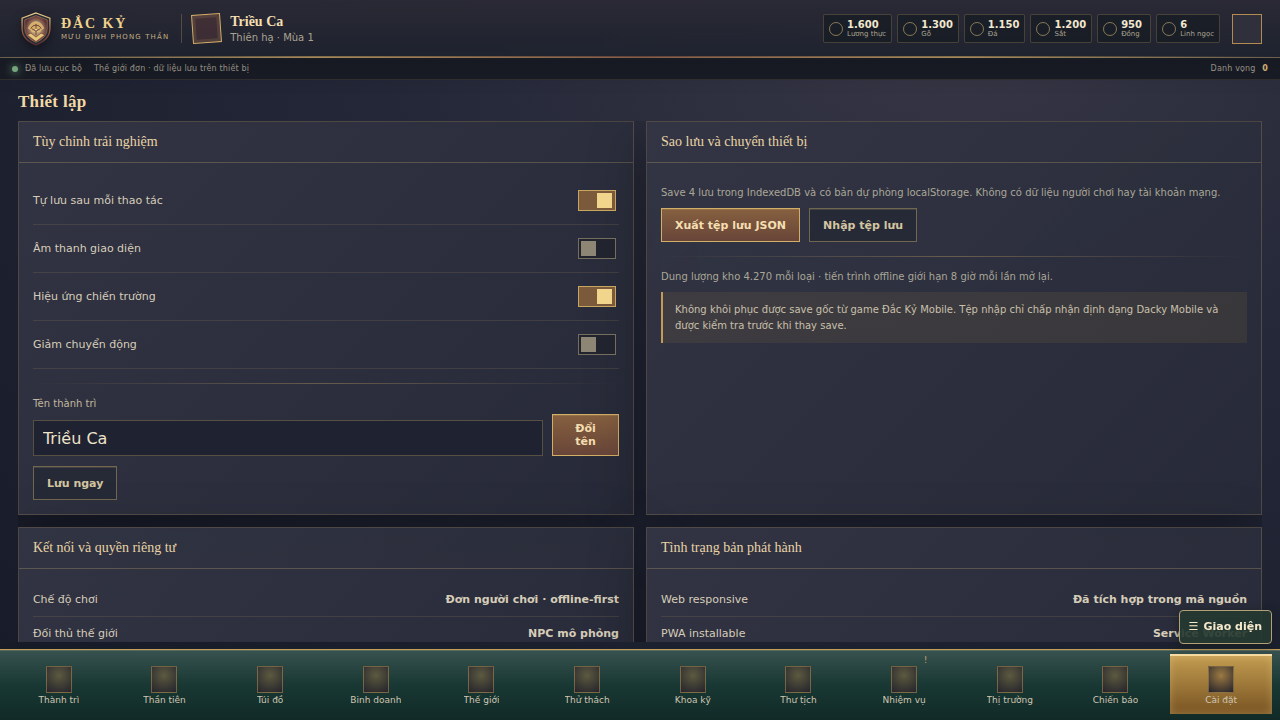 ĐẮC KỶ
MƯU ĐỊNH PHONG THẦN
Triều Ca
Thiên hạ · Mùa 1
1.600
Lương thực
1.300
Gỗ
1.150
Đá
1.200
Sắt
950
Đồng
6
Linh ngọc
Đã lưu cục bộ Thế giới đơn · dữ liệu lưu trên thiết bị
Danh vọng 0
Thiết lập
Tùy chỉnh trải nghiệm
Tự lưu sau mỗi thao tác
Âm thanh giao diện
Hiệu ứng chiến trường
Giảm chuyển động
Tên thành trì
Triều Ca
Đổi
tên
Lưu ngay
Sao lưu và chuyển thiết bị
Save 4 lưu trong IndexedDB và có bản dự phòng localStorage. Không có dữ liệu người chơi hay tài khoản mạng.
Xuất tệp lưu JSON
Nhập tệp lưu
Dung lượng kho 4.270 mỗi loại · tiến trình offline giới hạn 8 giờ mỗi lần mở lại.
Không khôi phục được save gốc từ game Đắc Kỷ Mobile. Tệp nhập chỉ chấp nhận định dạng Dacky Mobile và
được kiểm tra trước khi thay save.
Kết nối và quyền riêng tư
Chế độ chơi Đơn người chơi · offline-first
Đối thủ thế giới NPC mô phỏng
Tình trạng bản phát hành
Web responsive Đã tích hợp trong mã nguồn
PWA installable Service Worker
☰ Giao diện
Thành trì
Thần tiên
Túi đồ
Binh doanh
Thế giới
Thử thách
Khoa kỹ
Thư tịch
!
Nhiệm vụ
Thị trường
Chiến báo
Cài đặt